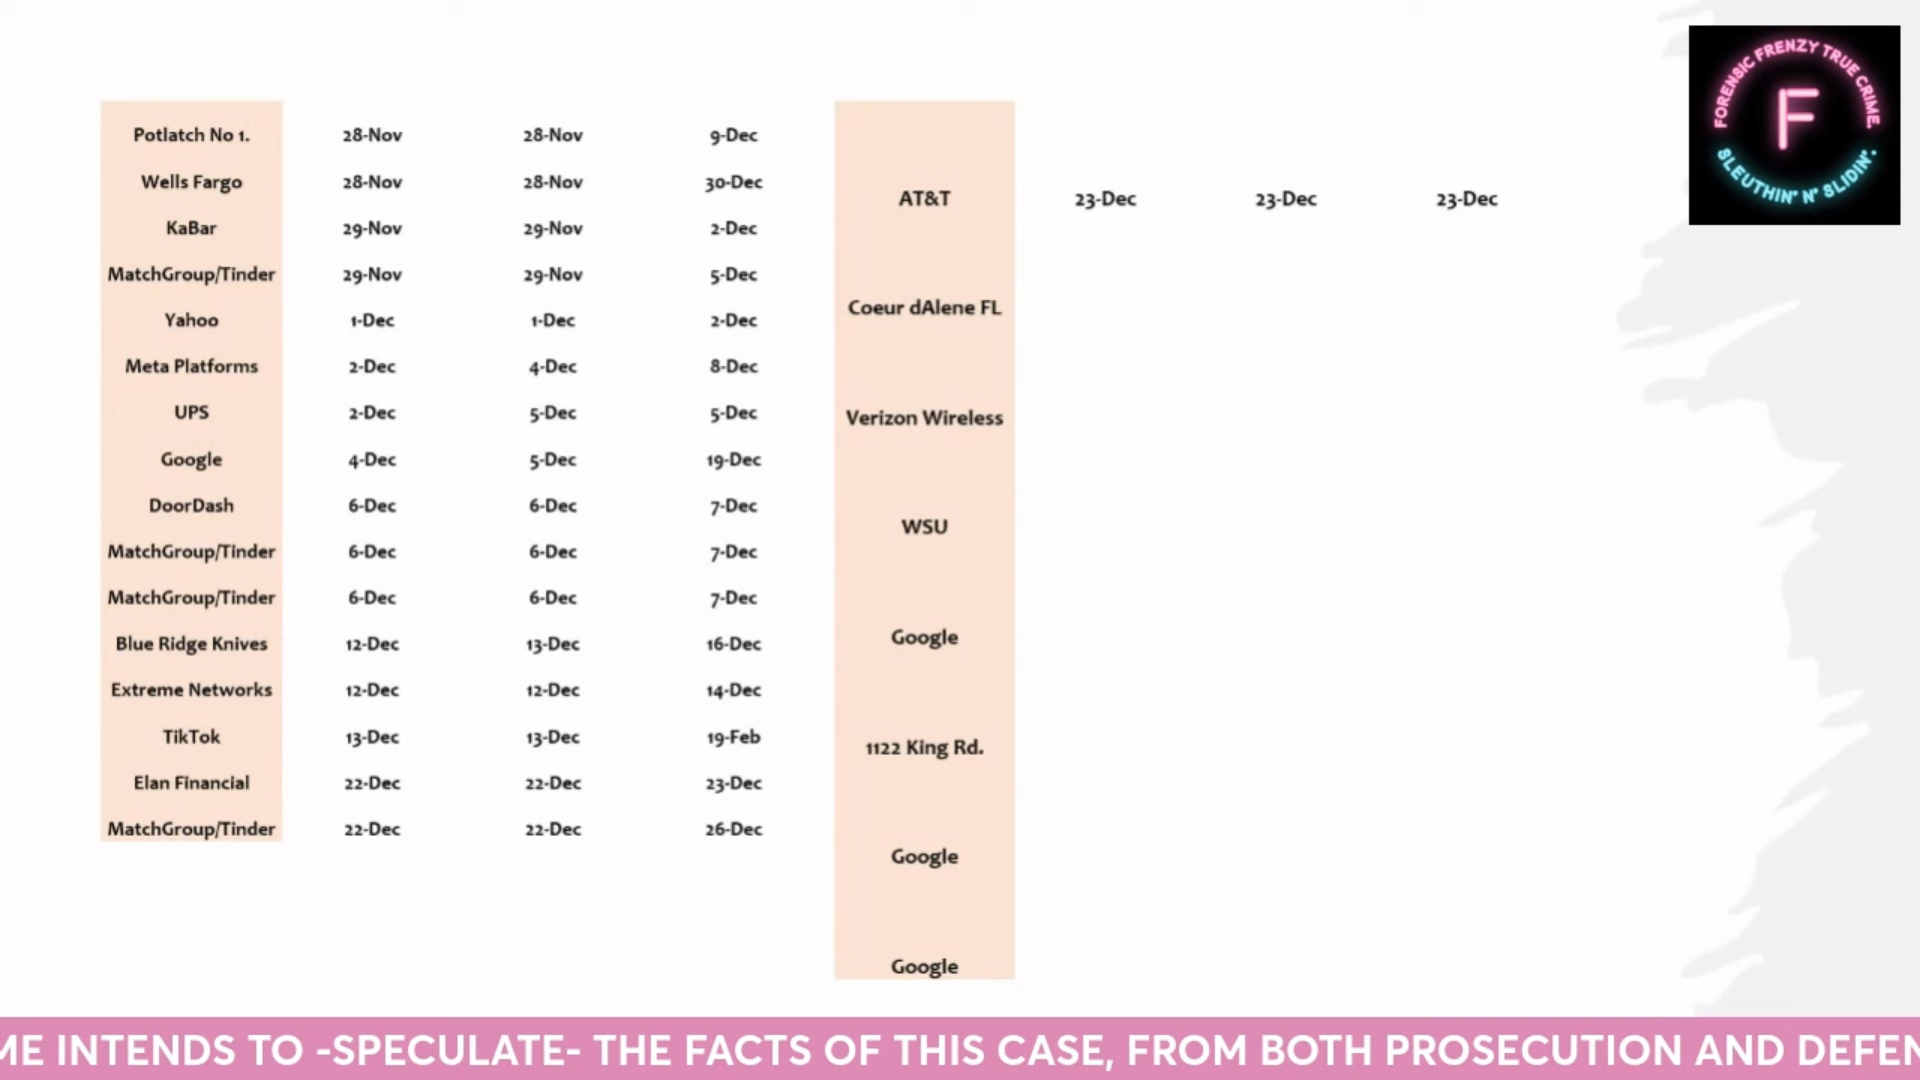 Potlatch No 1. 28-Nov 28-Nov 9-Dec
Wells Fargo 28-Nov 28-Nov 30-Dec
KaBar 29-Nov 29-Nov 2-Dec
MatchGroup/Tinder 29-Nov 29-Nov 5-Dec
Yahoo 1-Dec 1-Dec 2-Dec
Meta Platforms 2-Dec 4-Dec 8-Dec
UPS 2-Dec 5-Dec 5-Dec
Google 4-Dec 5-Dec 19-Dec
DoorDash 6-Dec 6-Dec 7-Dec
MatchGroup/Tinder 6-Dec 6-Dec 7-Dec
MatchGroup/Tinder 6-Dec 6-Dec 7-Dec
Blue Ridge Knives 12-Dec 13-Dec 16-Dec
Extreme Networks 12-Dec 12-Dec 14-Dec
TikTok 13-Dec 13-Dec 19-Feb
Elan Financial 22-Dec 22-Dec 23-Dec
MatchGroup/Tinder 22-Dec 22-Dec 26-Dec
AT&T 23-Dec 23-Dec 23-Dec
Coeur dAlene FL
Verizon Wireless
WSU
Google
1122 King Rd.
Google
Google
FORENSIC FRENZY TRUE CRIME.
F
SLEUTHIN' N' SLIDIN'.
ME INTENDS TO -SPECULATE- THE FACTS OF THIS CASE, FROM BOTH PROSECUTION AND DEFEN